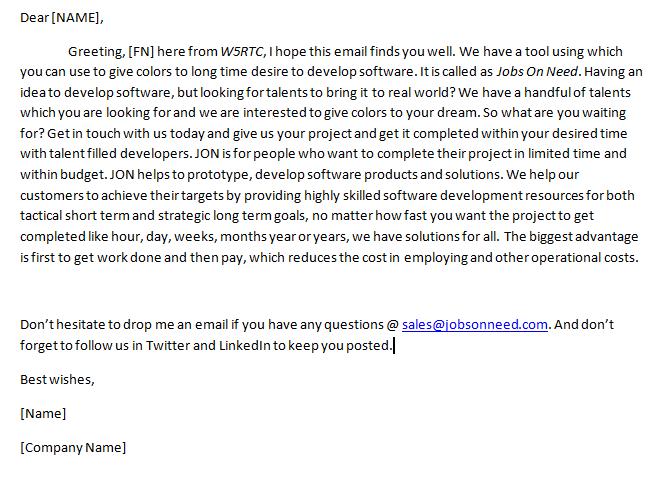 Dear [NAME],
Greeting, [FN] here from W5RTC, I hope this email finds you well. We have a tool using which
you can use to give colors to long time desire to develop software. It is called as Jobs On Need. Having an
idea to develop software, but looking for talents to bring it to real world? We have a handful of talents
which you are looking for and we are interested to give colors to your dream. So what are you waiting
for? Get in touch with us today and give us your project and get it completed within your desired time
with talent filled developers. JON is for people who want to complete their project in limited time and
within budget. JON helps to prototype, develop software products and solutions. We help our
customers to achieve their targets by providing highly skilled software development resources for both
tactical short term and strategic long term goals, no matter how fast you want the project to get
completed like hour, day, weeks, months year or years, we have solutions for all. The biggest advantage
is first to get work done and then pay, which reduces the cost in employing and other operational costs.
Don't hesitate to drop me an email if you have any questions @ sales@jobsonneed.com. And don't
forget to follow us in Twitter and LinkedIn to keep you posted.
Best wishes,
[Name]
[Company Name]